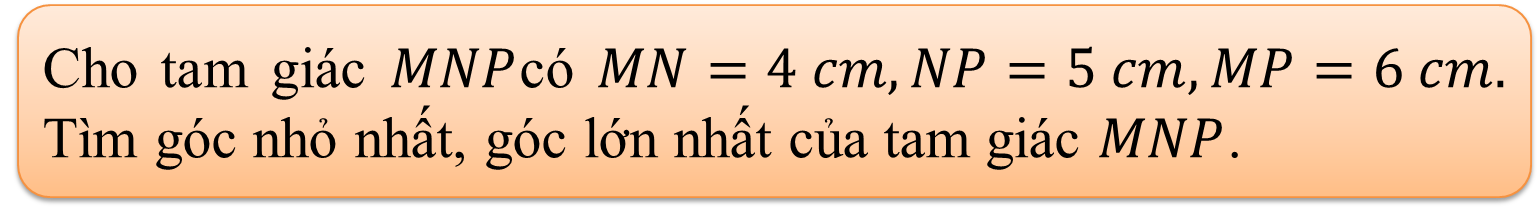 Cho tam giác MNPcó MN = 4 cm, NP = 5 cm, MP = 6 cm.
Tìm góc nhỏ nhất, góc lớn nhất của tam giác MNP.